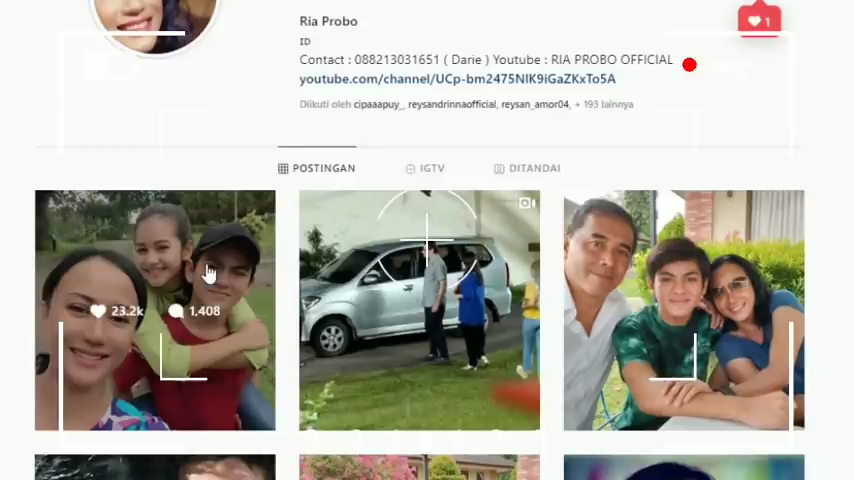 Ria Probo
1
ID
Contact : 088213031651 ( Darie ) Youtube : RIA PROBO OFFICIAL
youtube.com/channel/UCp-bm2475NIK9iGaZKxTo5A
Diikuti oleh cipaaapuy_, reysandrinnaofficial, reysan_amor04, + 193 lainnya
POSTINGAN IGTV DITANDAI
23.2k 1.408